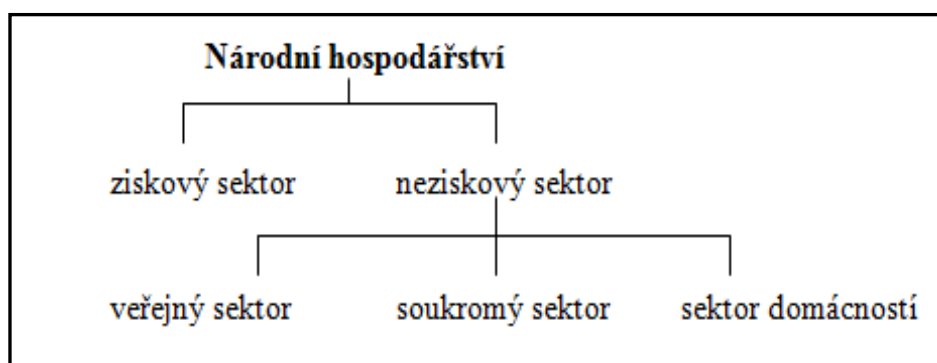 Národní hospodářství
ziskový sektor neziskový sektor
veřejný sektor soukromý sektor sektor domácností